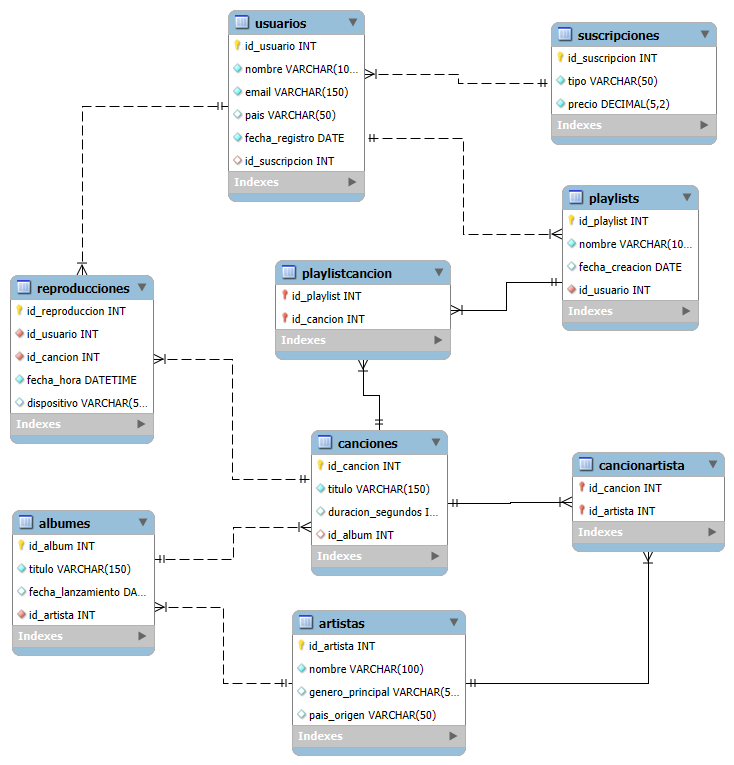 usuarios
id_usuario INT
nombre VARCHAR(10...
email VARCHAR(150)
pais VARCHAR(50)
fecha_registro DATE
id_suscripcion INT
Indexes
suscripciones
id_suscripcion INT
tipo VARCHAR(50)
precio DECIMAL(5,2)
Indexes
playlists
id_playlist INT
nombre VARCHAR(10...
fecha_creacion DATE
id_usuario INT
Indexes
reproducciones
id_reproduccion INT
id_usuario INT
id_cancion INT
fecha_hora DATETIME
dispositivo VARCHAR(5...
Indexes
playlistcancion
id_playlist INT
id_cancion INT
Indexes
canciones
id_cancion INT
titulo VARCHAR(150)
duracion_segundos I...
id_album INT
Indexes
cancionartista
id_cancion INT
id_artista INT
Indexes
albumes
id_album INT
titulo VARCHAR(150)
fecha_lanzamiento DA...
id_artista INT
Indexes
artistas
id_artista INT
nombre VARCHAR(100)
genero_principal VARCHAR(5...
pais_origen VARCHAR(50)
Indexes